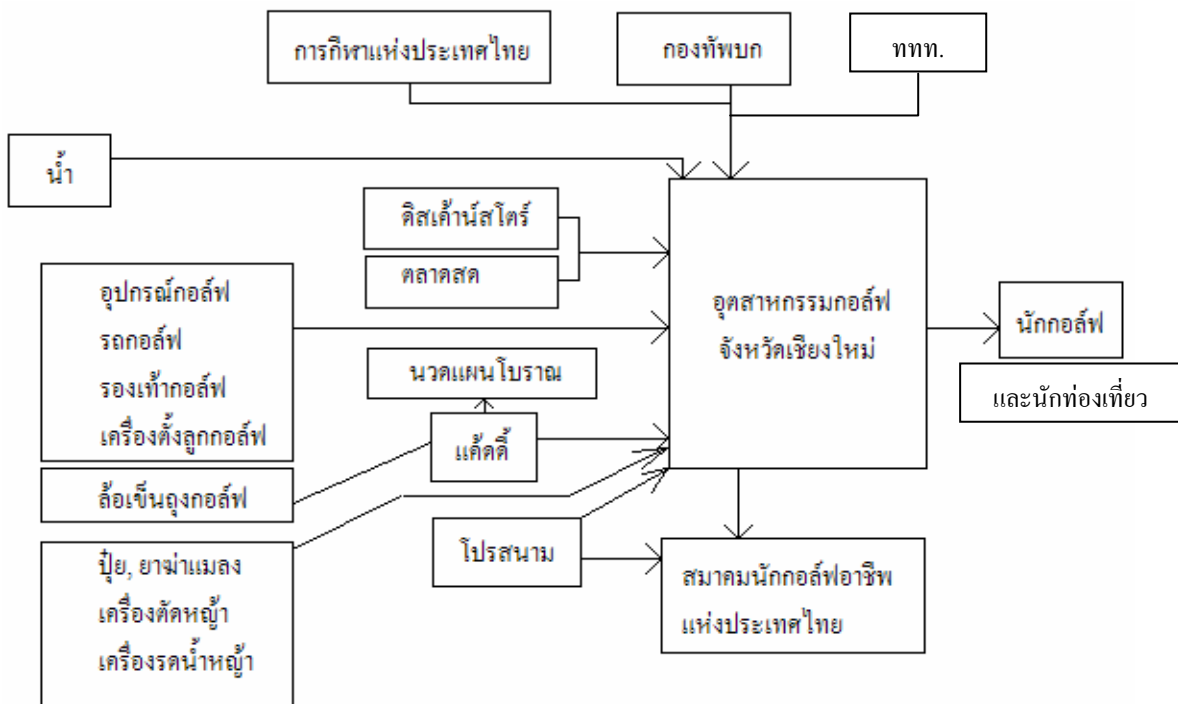 การกีฬาแห่งประเทศไทย
กองทัพบก
ททท.
น้ำ
ดิสเค้าน์สโตร์
ตลาดสด
อุปกรณ์กอล์ฟ
รถกอล์ฟ
รองเท้ากอล์ฟ
เครื่องตั้งลูกกอล์ฟ
อุตสาหกรรมกอล์ฟ
จังหวัดเชียงใหม่
นักกอล์ฟ
และนักท่องเที่ยว
นวดแผนโบราณ
แค้ดดี้
ล้อเข็นถุงกอล์ฟ
โปรสนาม
ปุ๋ย, ยาฆ่าแมลง
เครื่องตัดหญ้า
เครื่องรดน้ำหญ้า
สมาคมนักกอล์ฟอาชีพ
แห่งประเทศไทย